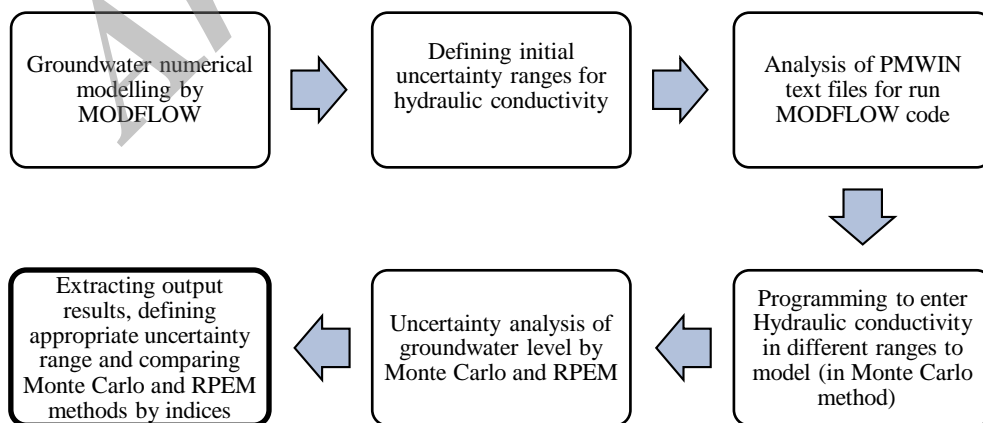 Groundwater numerical
modelling by
MODFLOW
Defining initial
uncertainty ranges for
hydraulic conductivity
Analysis of PMWIN
text files for run
MODFLOW code
Programming to enter
Hydraulic conductivity
in different ranges to
model (in Monte Carlo
method)
Uncertainty analysis of
groundwater level by
Monte Carlo and RPEM
Extracting output
results, defining
appropriate uncertainty
range and comparing
Monte Carlo and RPEM
methods by indices